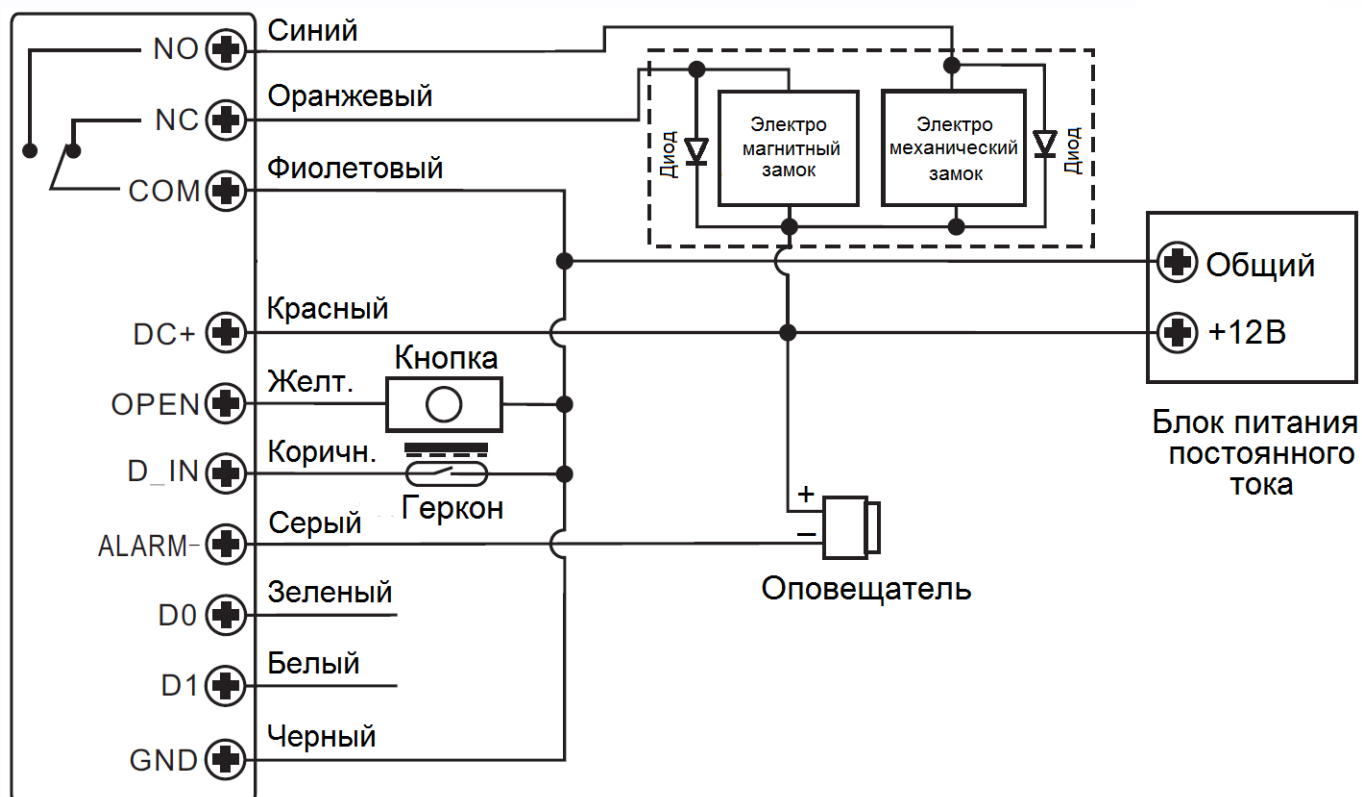 NO
Синий
NC
Оранжевый
COM
Фиолетовый
Диод
Электро
магнитный
замок
Электро
механический
замок
Диод
Общий
DC+
Красный
+12В
OPEN
Желт.
Кнопка
Блок питания
постоянного
тока
D_IN
Коричн.
Геркон
ALARM-
Серый
+
–
Оповещатель
D0
Зеленый
D1
Белый
GND
Черный